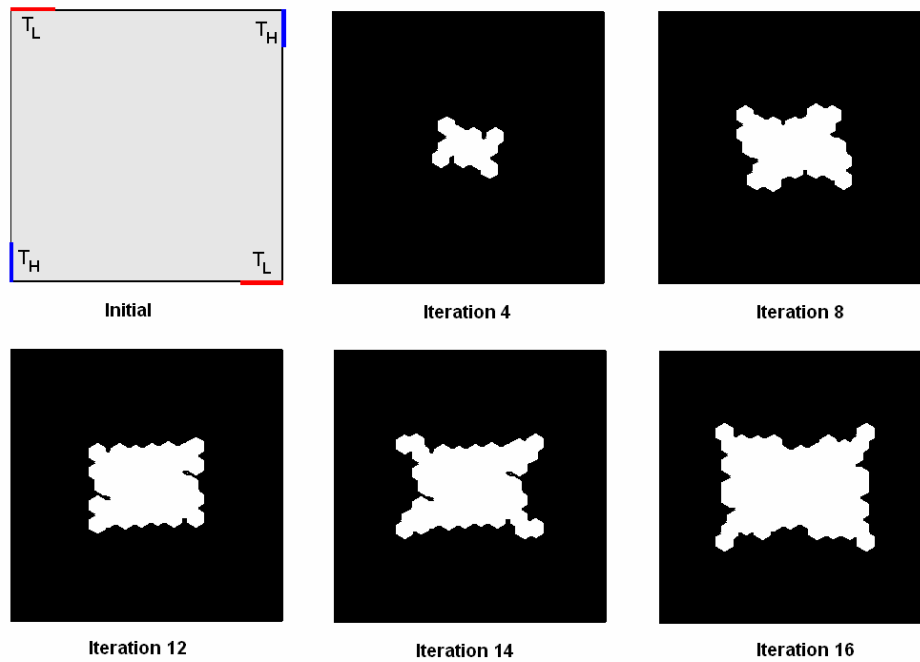 T_L T_H
T_H T_L
Initial
Iteration 4
Iteration 8
Iteration 12
Iteration 14
Iteration 16